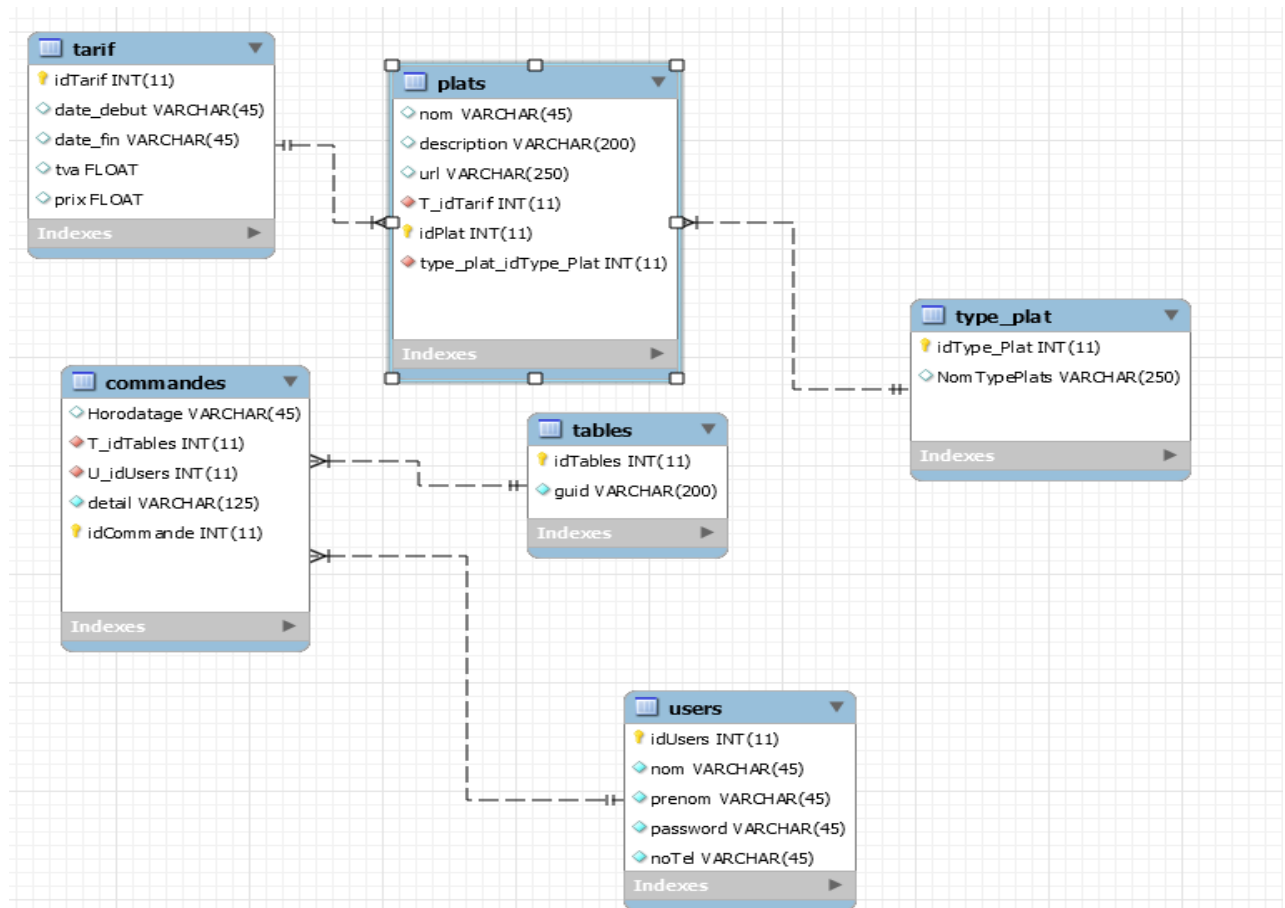 tarif
idTarif INT(11)
date_debut VARCHAR(45)
date_fin VARCHAR(45)
tva FLOAT
prix FLOAT
Indexes
plats
nom VARCHAR(45)
description VARCHAR(200)
url VARCHAR(250)
T_idTarif INT(11)
idPlat INT(11)
type_plat_idType_Plat INT(11)
Indexes
type_plat
idType_Plat INT(11)
NomTypePlats VARCHAR(250)
Indexes
commandes
Horodatage VARCHAR(45)
T_idTables INT(11)
U_idUsers INT(11)
detail VARCHAR(125)
idCommande INT(11)
Indexes
tables
idTables INT(11)
guid VARCHAR(200)
Indexes
users
idUsers INT(11)
nom VARCHAR(45)
prenom VARCHAR(45)
password VARCHAR(45)
noTel VARCHAR(45)
Indexes